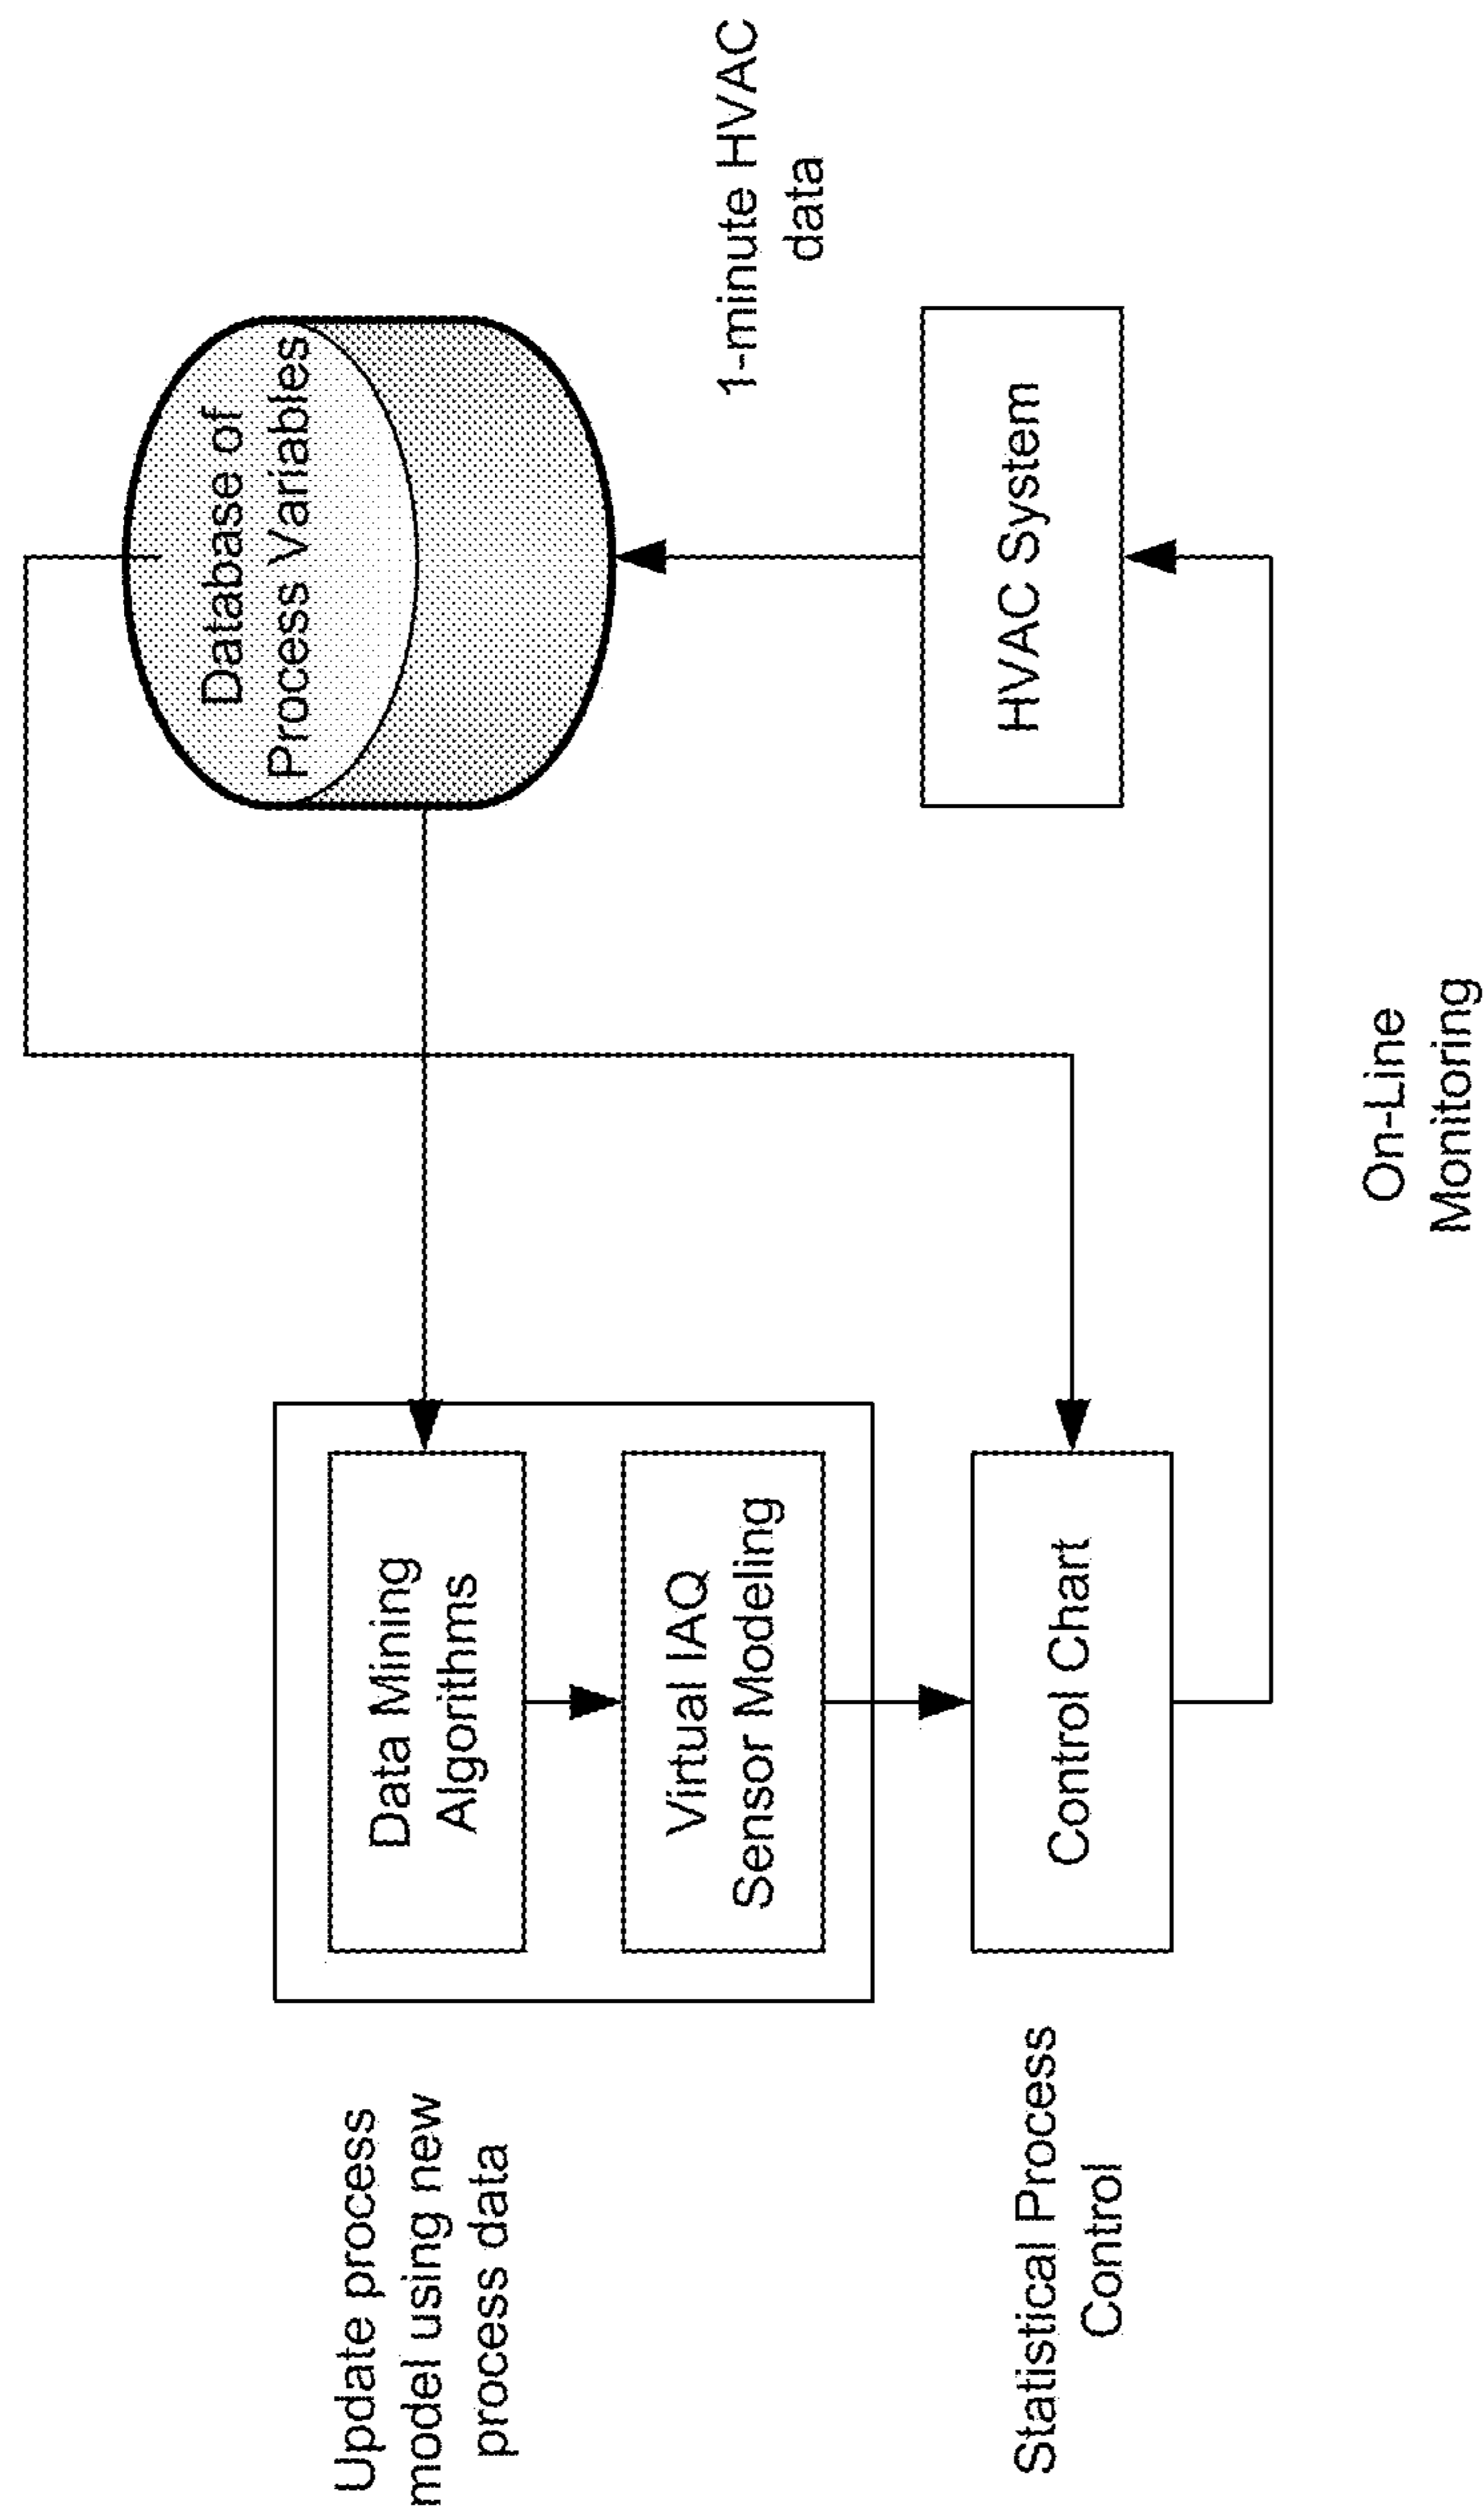 Update process
model using new
process data
Data Mining
Algorithms
Virtual IAQ
Sensor Modeling
Statistical Process
Control
Control Chart
Database of
Process Variables
1-minute HVAC
data
HVAC System
On-Line
Monitoring